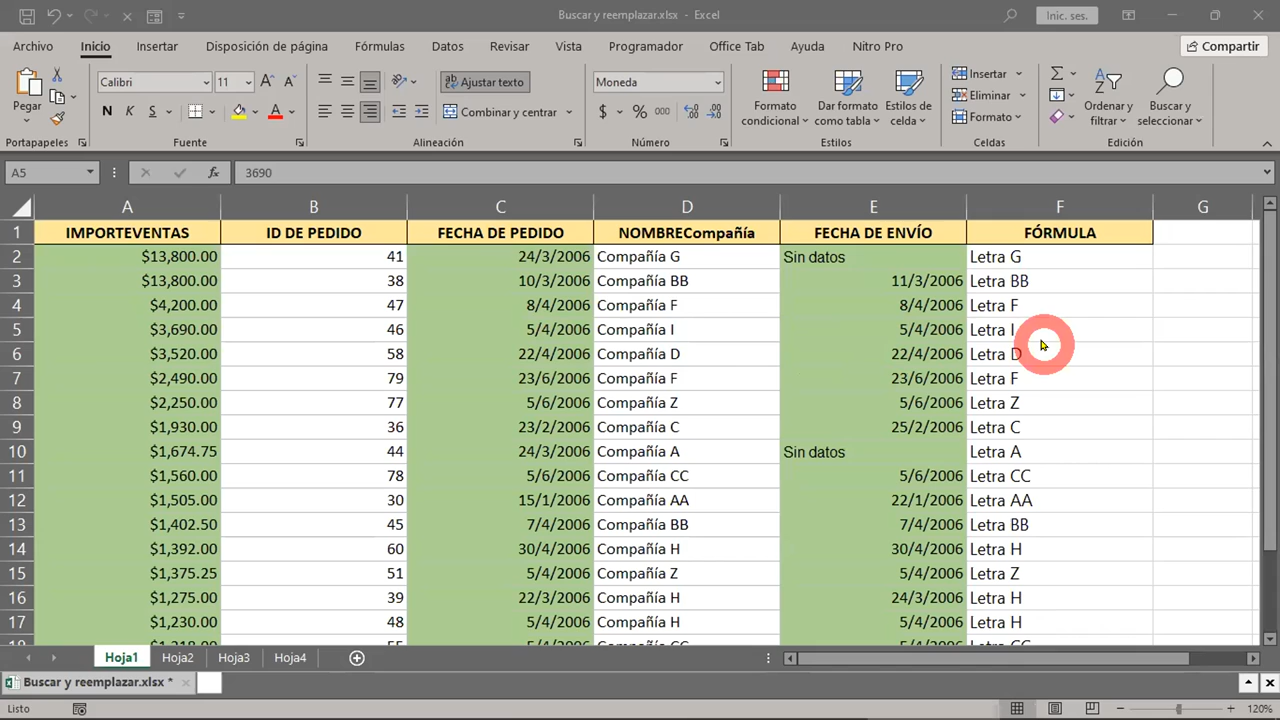 Buscar y reemplazar.xlsx - Excel
Inic. ses.
Archivo Inicio Insertar Disposición de página Fórmulas Datos Revisar Vista Programador Office Tab Ayuda Nitro Pro Compartir
Pegar
Portapapeles
Calibri 11
N K S
Fuente
Ajustar texto
Combinar y centrar
Alineación
Moneda
$ % 000
Número
Formato condicional
Dar formato como tabla
Estilos de celda
Estilos
Insertar
Eliminar
Formato
Celdas
Ordenar y filtrar
Buscar y seleccionar
Edición
A5 fx 3690
A B C D E F G
1 IMPORTEVENTAS ID DE PEDIDO FECHA DE PEDIDO NOMBRECompañía FECHA DE ENVÍO FÓRMULA
2 $13,800.00 41 24/3/2006 Compañía G Sin datos Letra G
3 $13,800.00 38 10/3/2006 Compañía BB 11/3/2006 Letra BB
4 $4,200.00 47 8/4/2006 Compañía F 8/4/2006 Letra F
5 $3,690.00 46 5/4/2006 Compañía I 5/4/2006 Letra I
6 $3,520.00 58 22/4/2006 Compañía D 22/4/2006 Letra D
7 $2,490.00 79 23/6/2006 Compañía F 23/6/2006 Letra F
8 $2,250.00 77 5/6/2006 Compañía Z 5/6/2006 Letra Z
9 $1,930.00 36 23/2/2006 Compañía C 25/2/2006 Letra C
10 $1,674.75 44 24/3/2006 Compañía A Sin datos Letra A
11 $1,560.00 78 5/6/2006 Compañía CC 5/6/2006 Letra CC
12 $1,505.00 30 15/1/2006 Compañía AA 22/1/2006 Letra AA
13 $1,402.50 45 7/4/2006 Compañía BB 7/4/2006 Letra BB
14 $1,392.00 60 30/4/2006 Compañía H 30/4/2006 Letra H
15 $1,375.25 51 5/4/2006 Compañía Z 5/4/2006 Letra Z
16 $1,275.00 39 22/3/2006 Compañía H 24/3/2006 Letra H
17 $1,230.00 48 5/4/2006 Compañía H 5/4/2006 Letra H
Hoja1 Hoja2 Hoja3 Hoja4
Buscar y reemplazar.xlsx *
Listo 120%